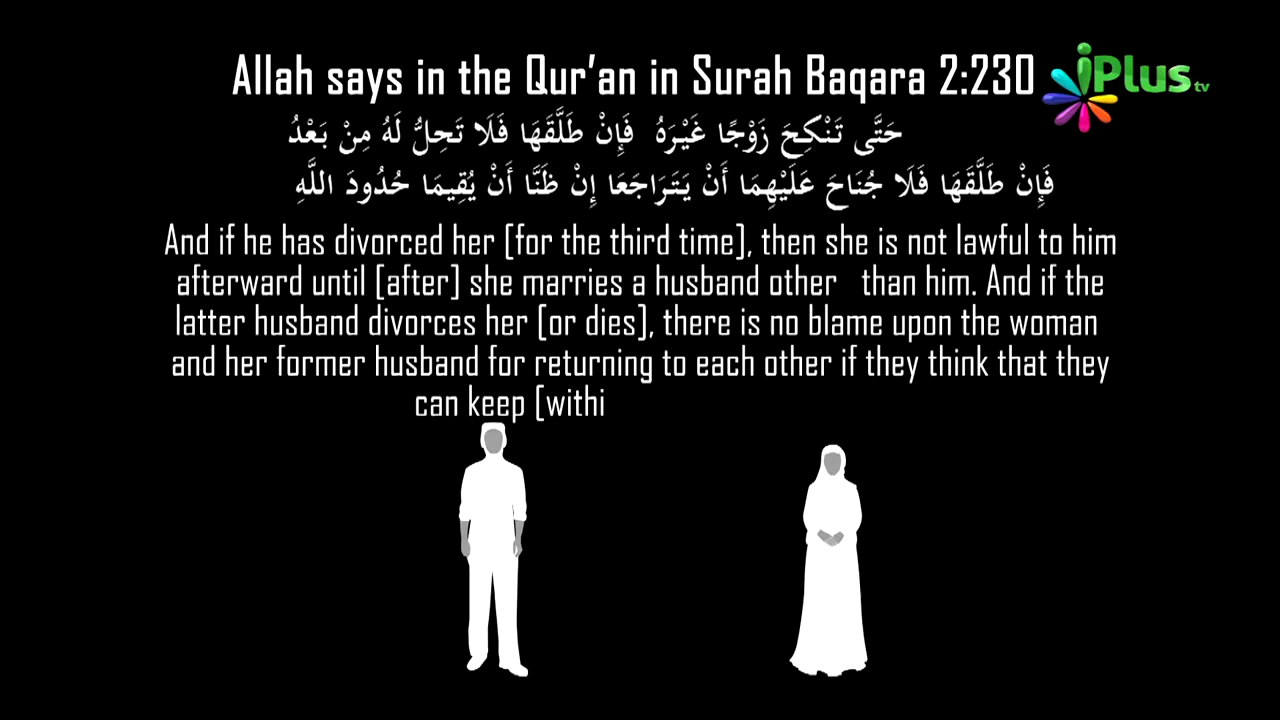 Allah says in the Qur'an in Surah Baqara 2:230
iPlus tv
حَتَّى تَنْكِحَ زَوْجًا غَيْرَهُ فَإِنْ طَلَّقَهَا فَلَا تَحِلُّ لَهُ مِنْ بَعْدُ
فَإِنْ طَلَّقَهَا فَلَا جُنَاحَ عَلَيْهِمَا أَنْ يَتَرَاجَعَا إِنْ ظَنَّا أَنْ يُقِيمَا حُدُودَ اللَّهِ
And if he has divorced her [for the third time], then she is not lawful to him
afterward until [after] she marries a husband other than him. And if the
latter husband divorces her [or dies], there is no blame upon the woman
and her former husband for returning to each other if they think that they
can keep [withi